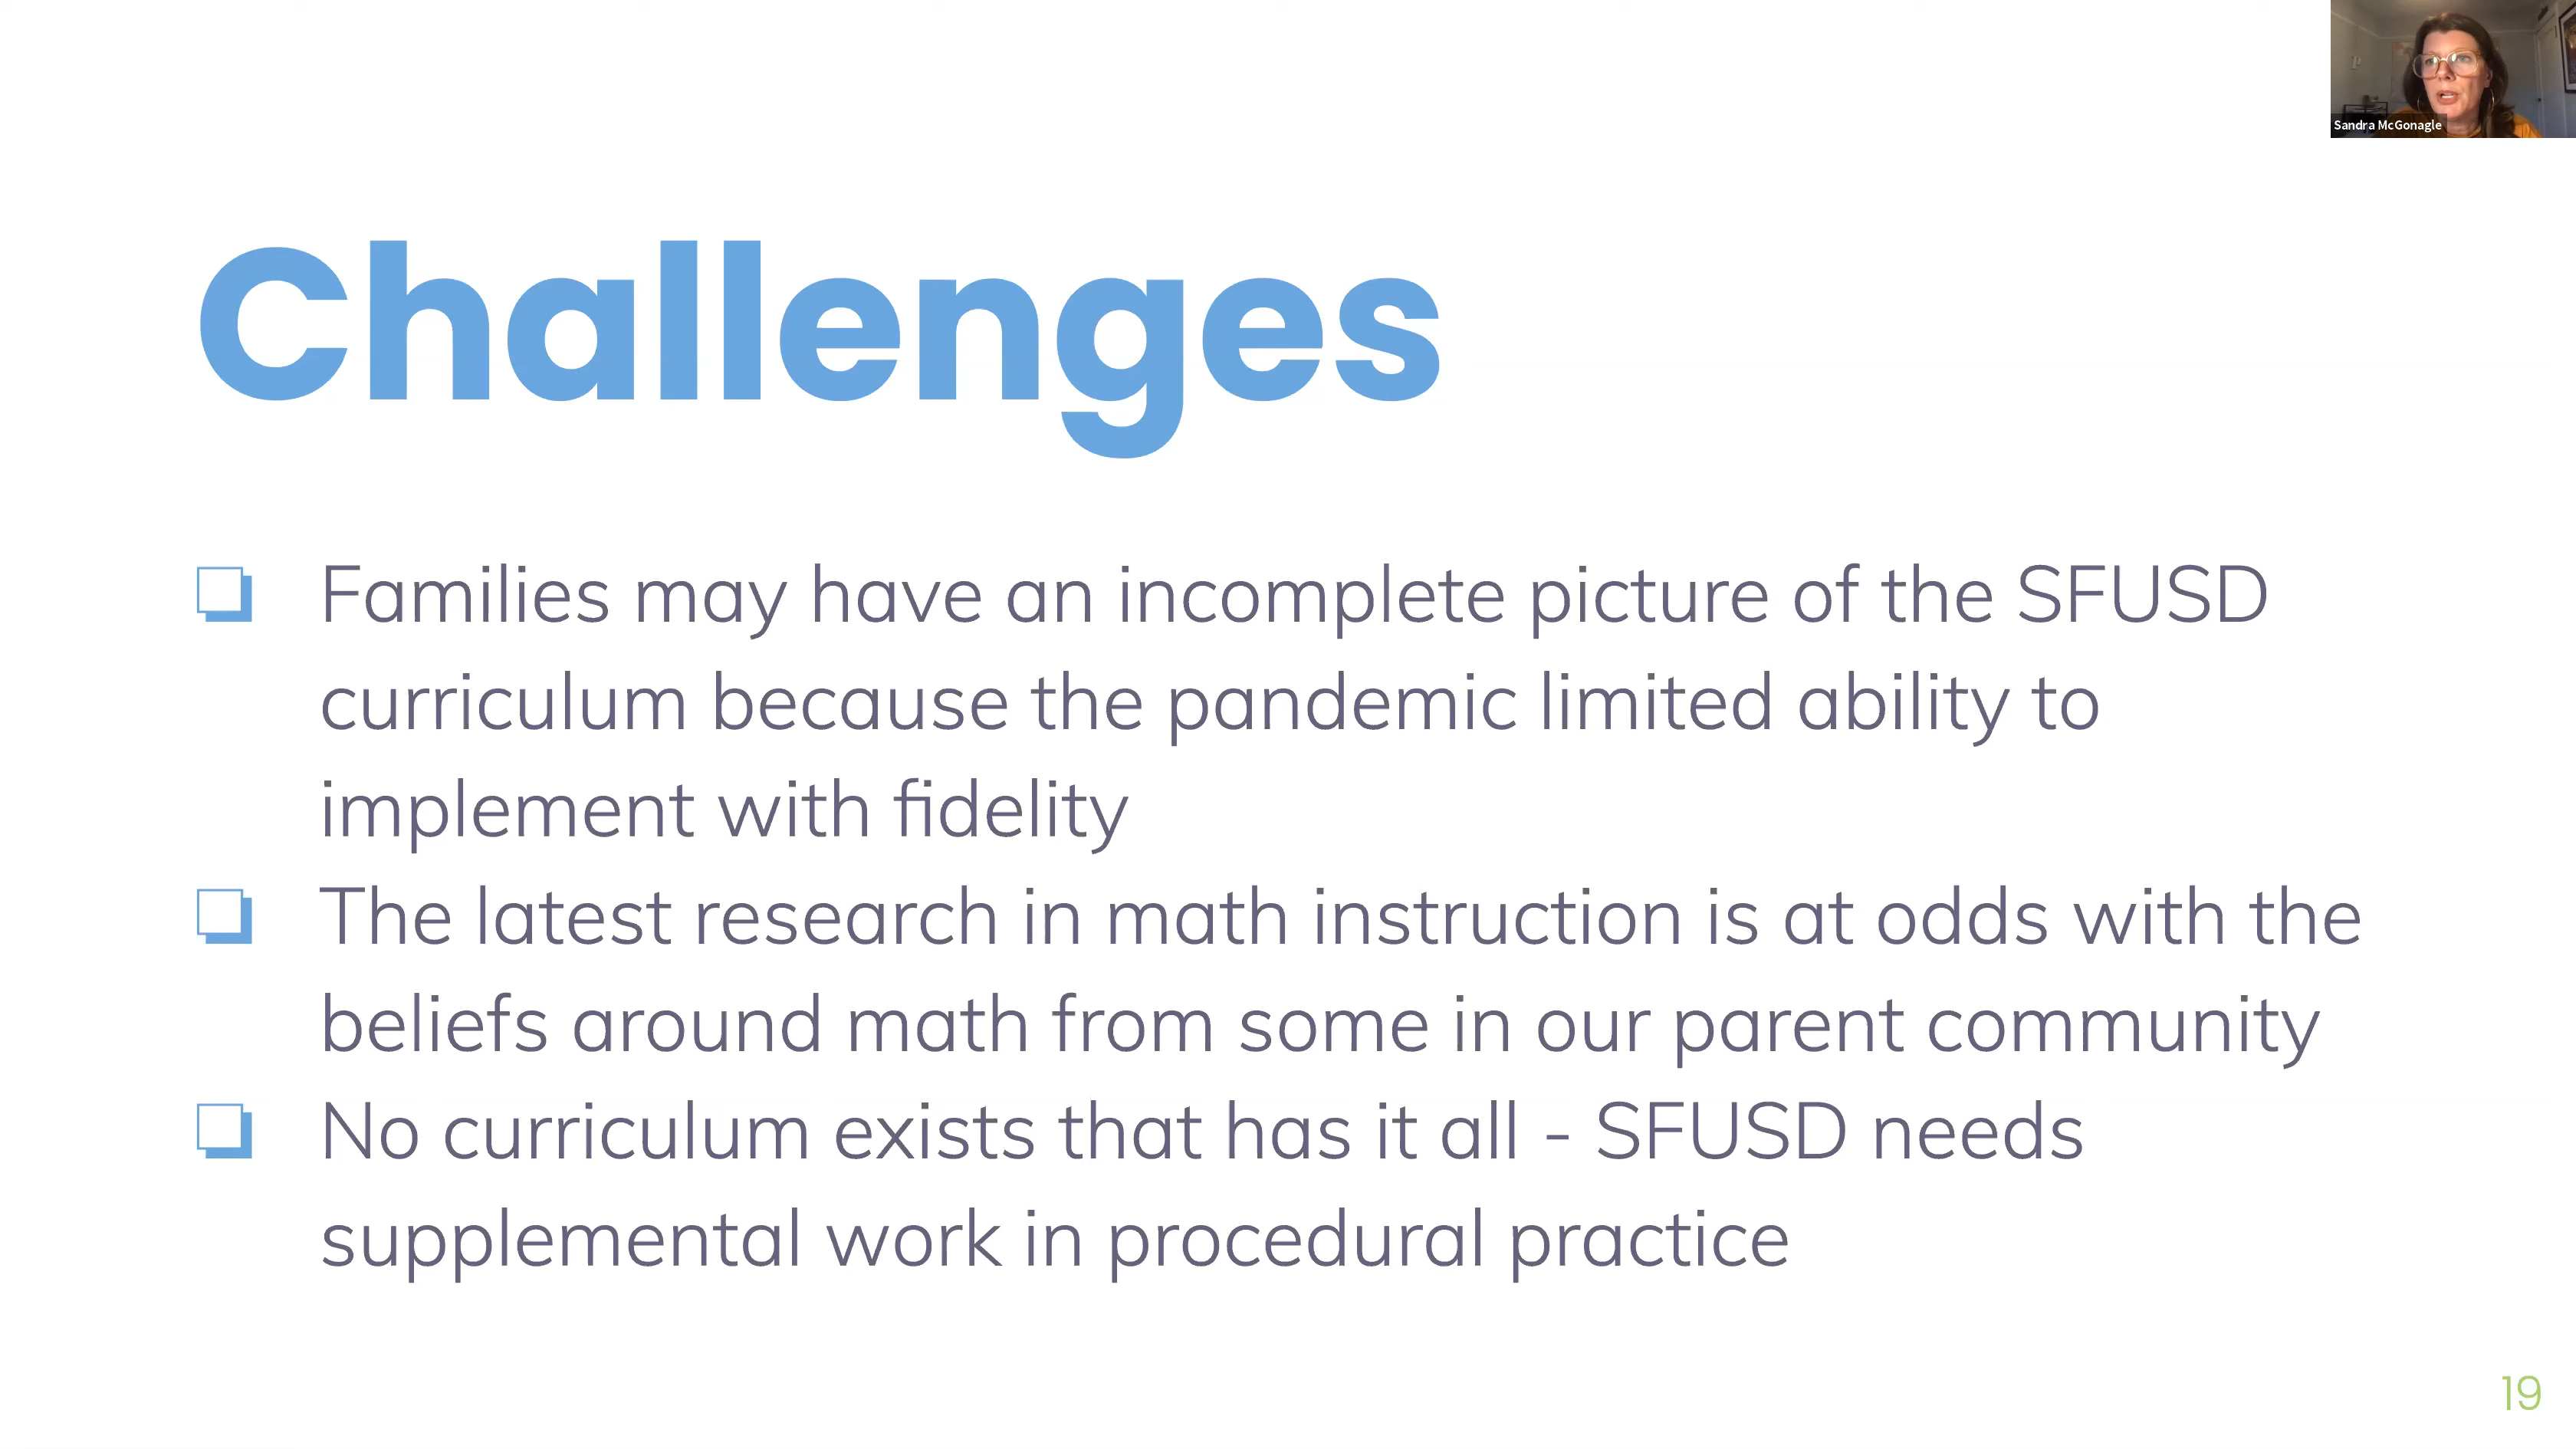 Sandra McGonagle
Challenges
Families may have an incomplete picture of the SFUSD
curriculum because the pandemic limited ability to
implement with fidelity
The latest research in math instruction is at odds with the
beliefs around math from some in our parent community
No curriculum exists that has it all - SFUSD needs
supplemental work in procedural practice
19